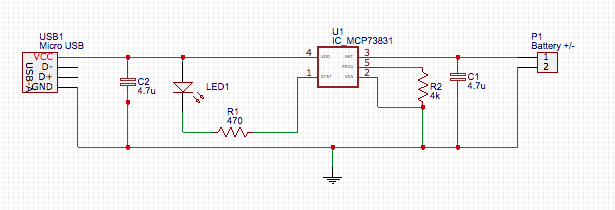 USB1
Micro USB
VCC
D-
D+
GND
C2
4.7u
LED1
R1
470
U1
IC_MCP73831
4 VDD BAT 3
PROG 5
1 STAT VSS 2
R2
4k
C1
4.7u
P1
Battery +/-
1
2